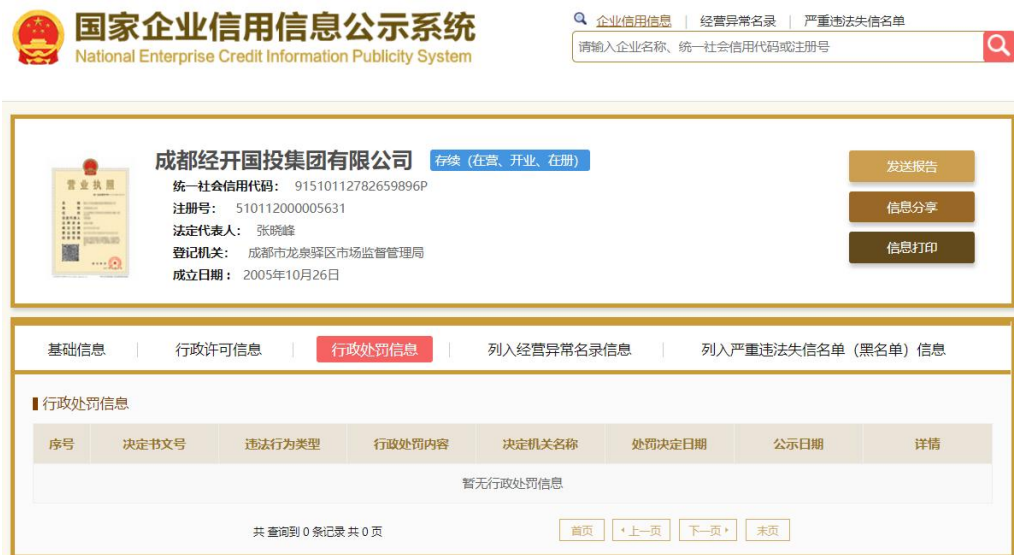 国家企业信用信息公示系统
National Enterprise Credit Information Publicity System
企业信用信息 | 经营异常名录 | 严重违法失信名单
请输入企业名称、统一社会信用代码或注册号
营业执照
成都经开国投集团有限公司 存续（在营、开业、在册）
统一社会信用代码： 91510112782659896P
注册号： 510112000005631
法定代表人： 张晓峰
登记机关： 成都市龙泉驿区市场监督管理局
成立日期： 2005年10月26日
发送报告
信息分享
信息打印
基础信息 | 行政许可信息 | 行政处罚信息 | 列入经营异常名录信息 | 列入严重违法失信名单（黑名单）信息
行政处罚信息
序号 决定书文号 违法行为类型 行政处罚内容 决定机关名称 处罚决定日期 公示日期 详情
暂无行政处罚信息
共 查询到 0 条记录 共 0 页 首页 上一页 下一页 末页